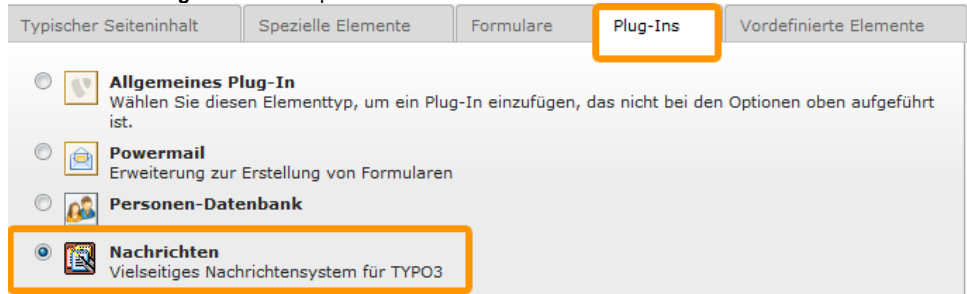 Typischer Seiteninhalt Spezielle Elemente Formulare Plug-Ins Vordefinierte Elemente
Allgemeines Plug-In
Wählen Sie diesen Elementtyp, um ein Plug-In einzufügen, das nicht bei den Optionen oben aufgeführt
ist.
Powermail
Erweiterung zur Erstellung von Formularen
Personen-Datenbank
Nachrichten
Vielseitiges Nachrichtensystem für TYPO3